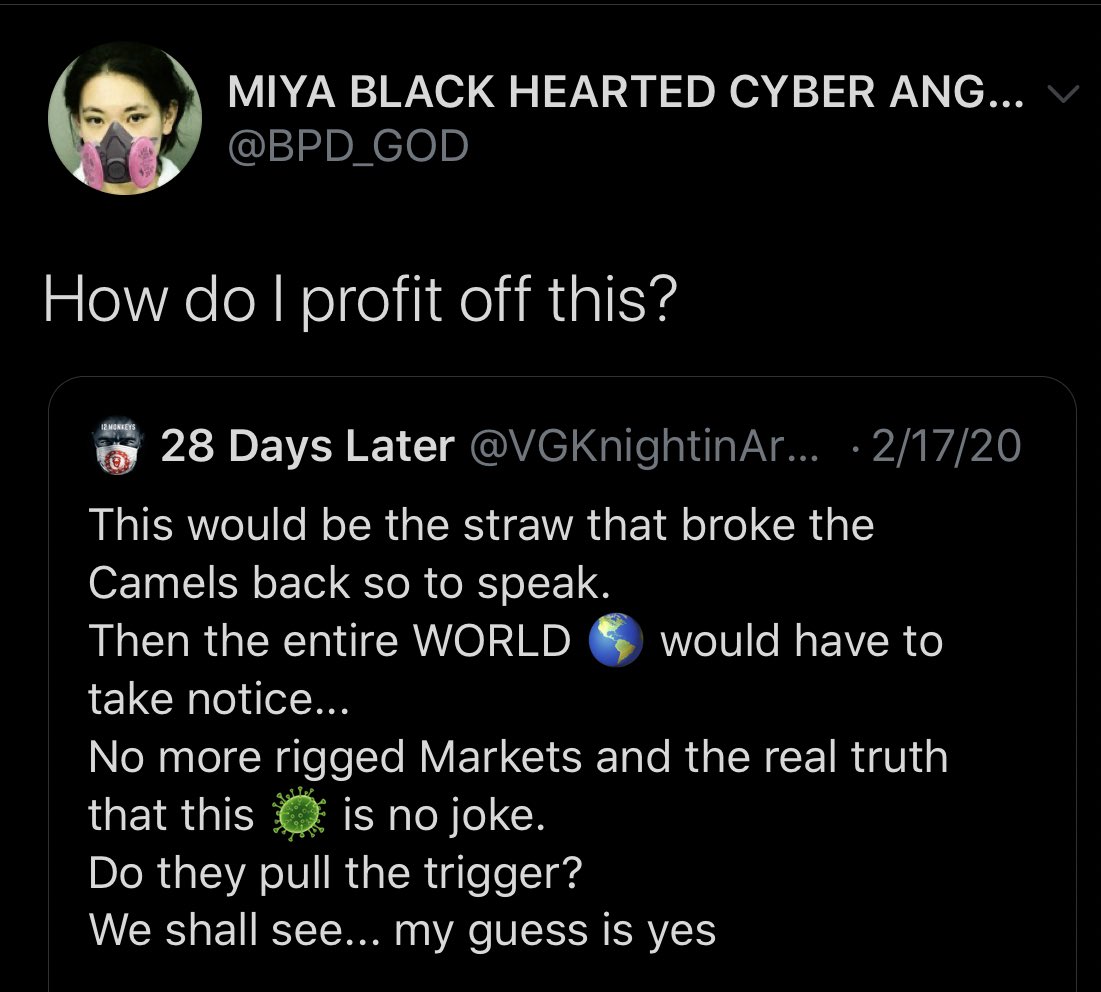 MIYA BLACK HEARTED CYBER ANG...
@BPD_GOD
How do I profit off this?
12 MONKEYS
28 Days Later @VGKnightinAr... · 2/17/20
This would be the straw that broke the
Camels back so to speak.
Then the entire WORLD 🌎 would have to
take notice...
No more rigged Markets and the real truth
that this 🦠 is no joke.
Do they pull the trigger?
We shall see... my guess is yes